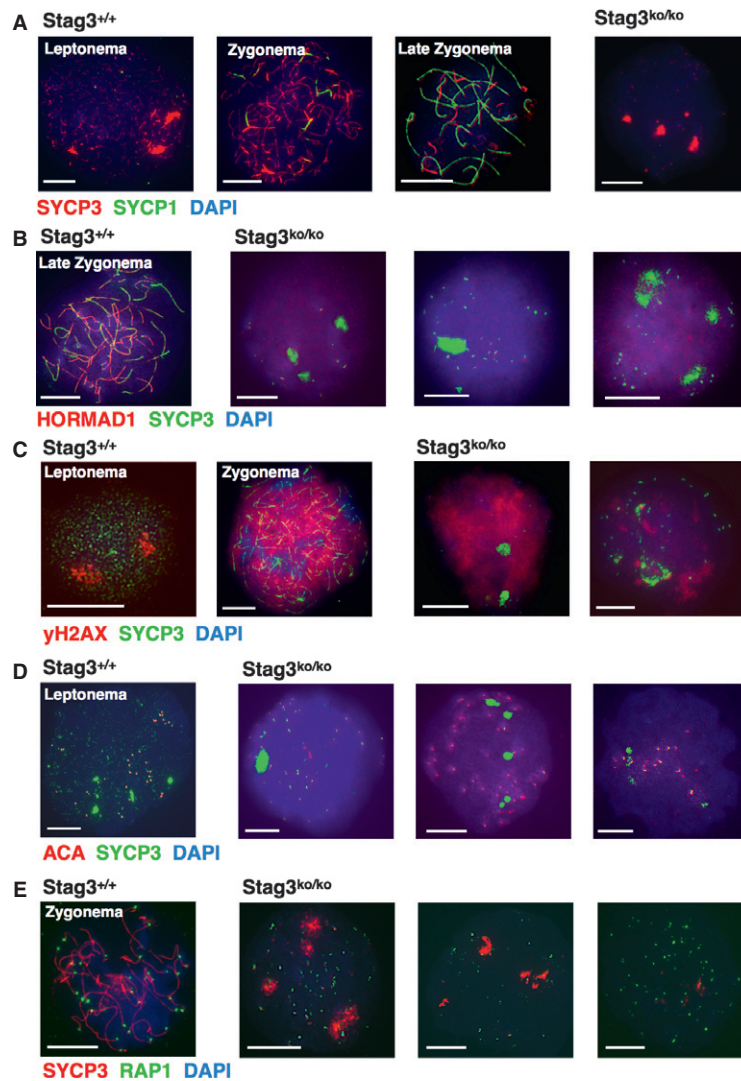 A Stag3+/+ Stag3ko/ko
Leptonema Zygonema Late Zygonema
SYCP3 SYCP1 DAPI
B Stag3+/+ Stag3ko/ko
Late Zygonema
HORMAD1 SYCP3 DAPI
C Stag3+/+ Stag3ko/ko
Leptonema Zygonema
yH2AX SYCP3 DAPI
D Stag3+/+ Stag3ko/ko
Leptonema
ACA SYCP3 DAPI
E Stag3+/+ Stag3ko/ko
Zygonema
SYCP3 RAP1 DAPI